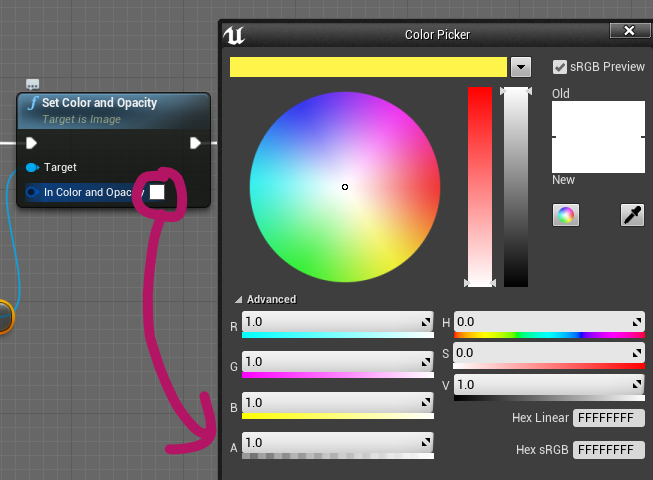 Color Picker
sRGB Preview
Old
New
f Set Color and Opacity
Target is Image
Target
In Color and Opacity
Advanced
R 1.0
G 1.0
B 1.0
A 1.0
H 0.0
S 0.0
V 1.0
Hex Linear FFFFFFFF
Hex sRGB FFFFFFFF